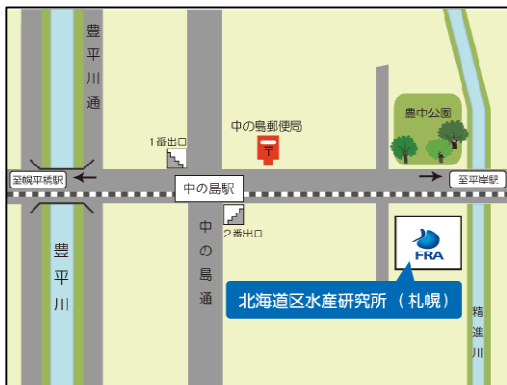 豊平川通
豊中公園
中の島郵便局
〒
1番出口
至幌平橋駅
中の島駅
至平岸駅
2番出口
FRA
中の島通
豊平川
北海道区水産研究所（札幌）
精進川